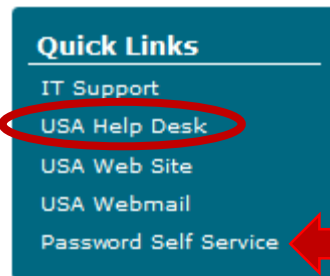 Quick Links
IT Support
USA Help Desk
USA Web Site
USA Webmail
Password Self Service